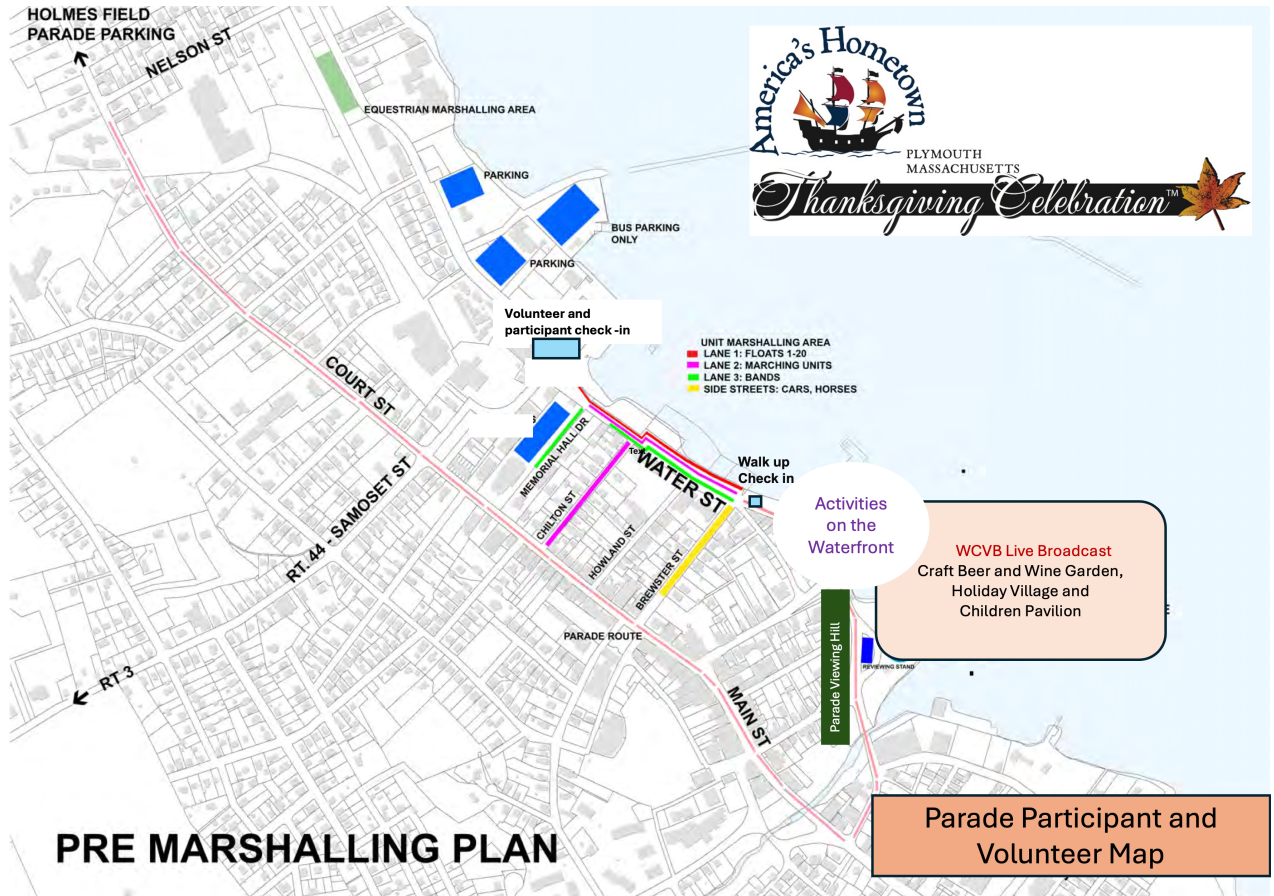 HOLMES FIELD
PARADE PARKING
NELSON ST
EQUESTRIAN MARSHALLING AREA
PARKING
BUS PARKING
ONLY
PARKING
America's Hometown
PLYMOUTH
MASSACHUSETTS
Thanksgiving Celebration™
Volunteer and
participant check -in
UNIT MARSHALLING AREA
LANE 1: FLOATS 1-20
LANE 2: MARCHING UNITS
LANE 3: BANDS
SIDE STREETS: CARS, HORSES
COURT ST
S
MEMORIAL HALL DR
Text
WATER ST
Walk up
Check in
CHILTON ST
HOWLAND ST
BREWSTER ST
RT. 44 - SAMOSET ST
Activities
on the
Waterfront
WCVB Live Broadcast
Craft Beer and Wine Garden,
Holiday Village and
Children Pavilion
E
PARADE ROUTE
Parade Viewing Hill
REVIEWING STAND
RT 3
MAIN ST
PRE MARSHALLING PLAN
Parade Participant and
Volunteer Map